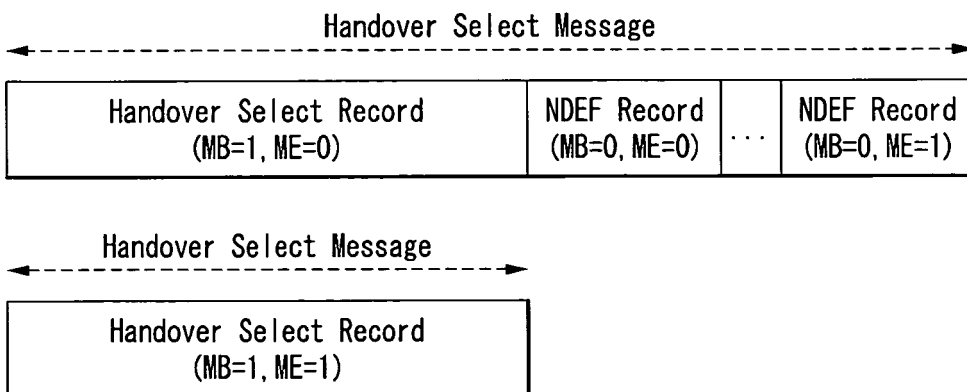 Handover Select Message
Handover Select Record
(MB=1, ME=0)
NDEF Record
(MB=0, ME=0)
...
NDEF Record
(MB=0, ME=1)
Handover Select Message
Handover Select Record
(MB=1, ME=1)